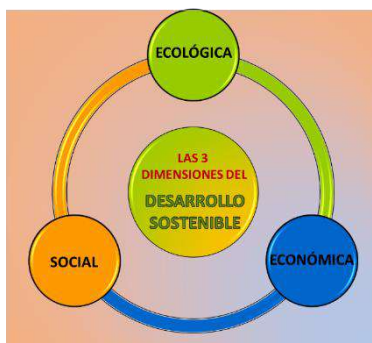 ECOLÓGICA
LAS 3
DIMENSIONES DEL
DESARROLLO
SOSTENIBLE
SOCIAL
ECONÓMICA